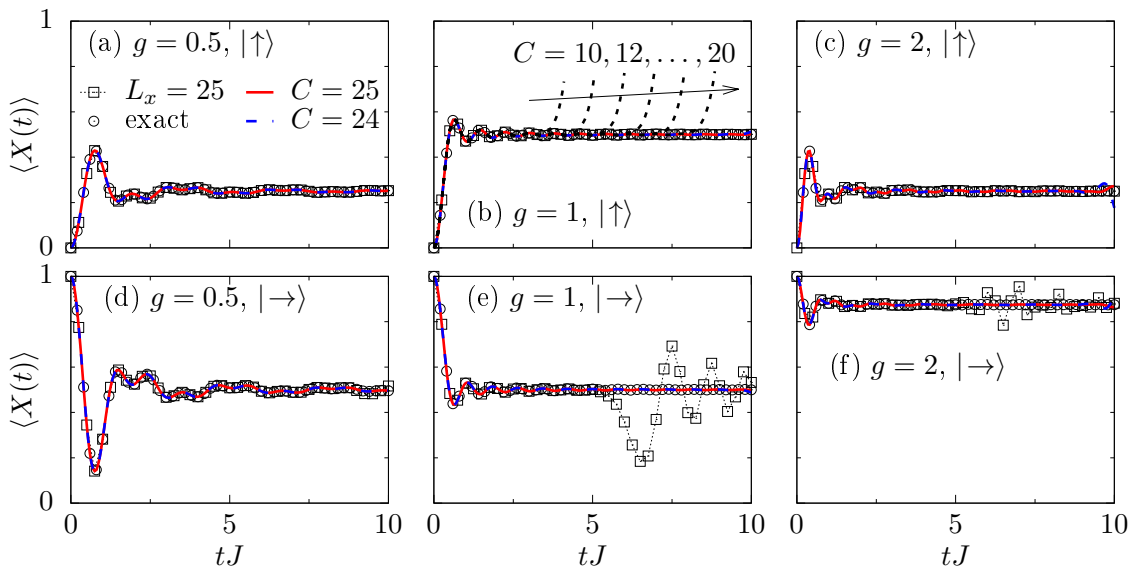 1
0
⟨X(t)⟩
(a) g = 0.5, |↑⟩
L_x = 25
exact
C = 25
C = 24
C = 10, 12, ..., 20
(b) g = 1, |↑⟩
(c) g = 2, |↑⟩
1
0
⟨X(t)⟩
(d) g = 0.5, |→⟩
(e) g = 1, |→⟩
(f) g = 2, |→⟩
0 5 10
0 5 10
0 5 10
tJ
tJ
tJ